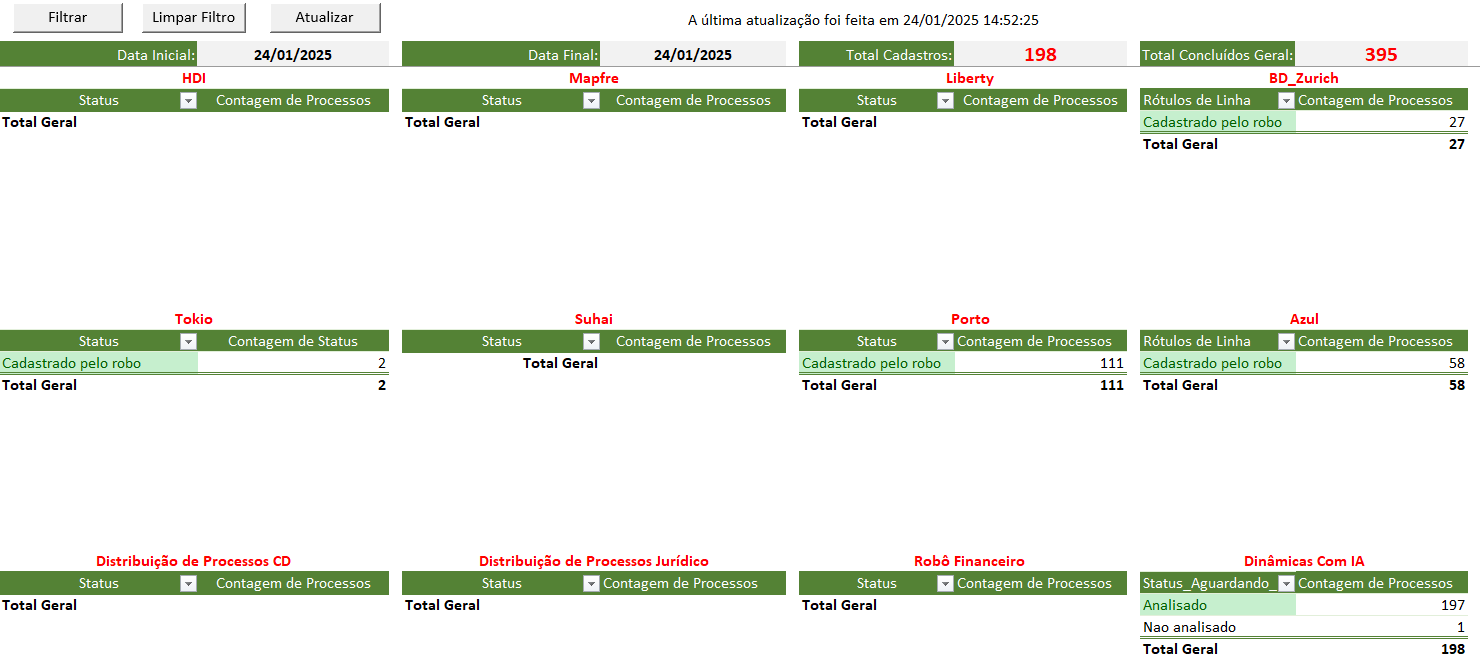 Filtrar Limpar Filtro Atualizar A última atualização foi feita em 24/01/2025 14:52:25
Data Inicial: 24/01/2025 Data Final: 24/01/2025 Total Cadastros: 198 Total Concluídos Geral: 395
HDI Mapfre Liberty BD_Zurich
Status Contagem de Processos Status Contagem de Processos Status Contagem de Processos Rótulos de Linha Contagem de Processos
Total Geral Total Geral Total Geral Cadastrado pelo robo 27
Total Geral 27
Tokio Suhai Porto Azul
Status Contagem de Status Status Contagem de Processos Status Contagem de Processos Rótulos de Linha Contagem de Processos
Cadastrado pelo robo 2 Total Geral Cadastrado pelo robo 111 Cadastrado pelo robo 58
Total Geral 2 Total Geral 111 Total Geral 58
Distribuição de Processos CD Distribuição de Processos Jurídico Robô Financeiro Dinâmicas Com IA
Status Contagem de Processos Status Contagem de Processos Status Contagem de Processos Status_Aguardando_ Contagem de Processos
Total Geral Total Geral Total Geral Analisado 197
Nao analisado 1
Total Geral 198